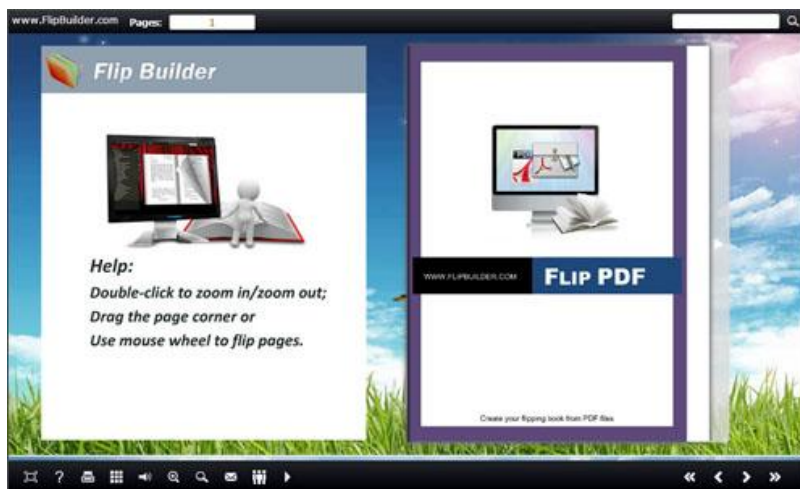 www.FlipBuilder.com Pages: 1
Flip Builder
Help:
Double-click to zoom in/zoom out;
Drag the page corner or
Use mouse wheel to flip pages.
PDF
WWW.FLIPBUILDER.COM FLIP PDF
Create your flipping book from PDF files